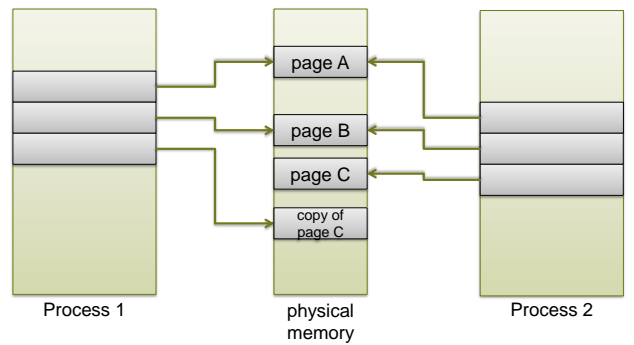 page A
page B
page C
copy of
page C
Process 1
physical
memory
Process 2